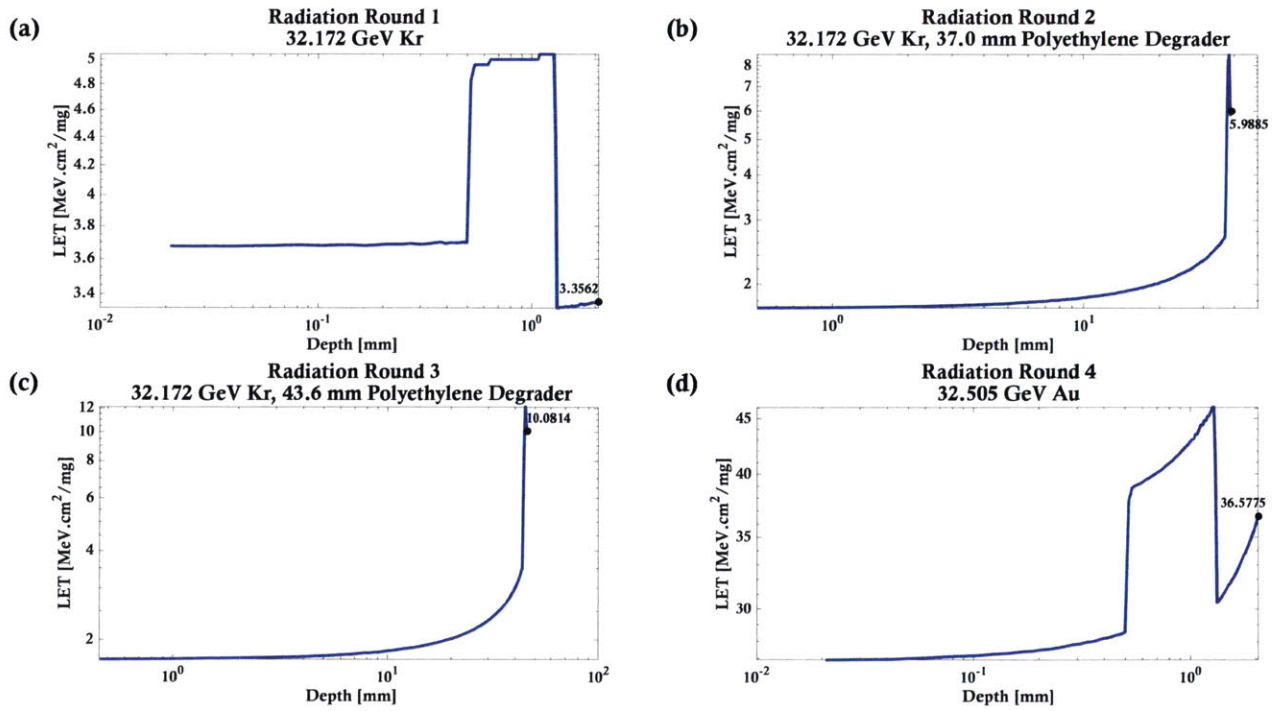 (a)
Radiation Round 1
32.172 GeV Kr
5
4.8
4.6
4.4
4.2
4
3.8
3.6
3.4
LET [MeV.cm²/mg]
3.3562
10⁻²
10⁻¹
10⁰
Depth [mm]
(b)
Radiation Round 2
32.172 GeV Kr, 37.0 mm Polyethylene Degrader
8
7
6
5
4
3
2
LET [MeV.cm²/mg]
5.9885
10⁰
10¹
Depth [mm]
(c)
Radiation Round 3
32.172 GeV Kr, 43.6 mm Polyethylene Degrader
12
10
8
6
4
2
LET [MeV.cm²/mg]
10.0814
10⁰
10¹
10²
Depth [mm]
(d)
Radiation Round 4
32.505 GeV Au
45
40
35
30
LET [MeV.cm²/mg]
36.5775
10⁻²
10⁻¹
10⁰
Depth [mm]